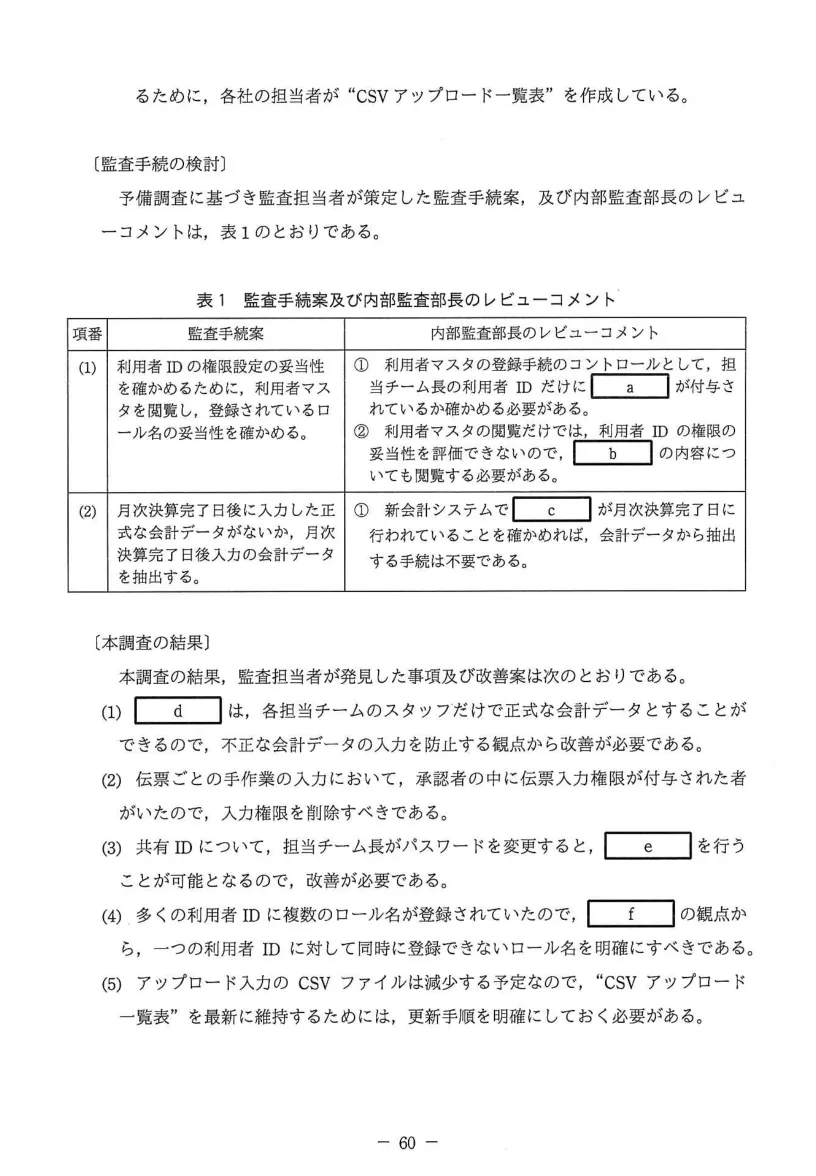 るために，各社の担当者が“CSVアップロード一覧表”を作成している。
〔監査手続の検討〕
予備調査に基づき監査担当者が策定した監査手続案，及び内部監査部長のレビュ
ーコメントは，表1のとおりである。
表1　監査手続案及び内部監査部長のレビューコメント
項番　監査手続案　内部監査部長のレビューコメント
(1)
利用者IDの権限設定の妥当性
を確かめるために，利用者マス
タを閲覧し，登録されているロ
ール名の妥当性を確かめる。
①　利用者マスタの登録手続のコントロールとして，担
当チーム長の利用者 ID だけに a が付与さ
れているか確かめる必要がある。
②　利用者マスタの閲覧だけでは，利用者 ID の権限の
妥当性を評価できないので， b の内容につ
いても閲覧する必要がある。
(2)
月次決算完了日後に入力した正
式な会計データがないか，月次
決算完了日後入力の会計データ
を抽出する。
①　新会計システムで c が月次決算完了日に
行われていることを確かめれば，会計データから抽出
する手続は不要である。
〔本調査の結果〕
本調査の結果，監査担当者が発見した事項及び改善案は次のとおりである。
(1) d は，各担当チームのスタッフだけで正式な会計データとすることが
できるので，不正な会計データの入力を防止する観点から改善が必要である。
(2) 伝票ごとの手作業の入力において，承認者の中に伝票入力権限が付与された者
がいたので，入力権限を削除すべきである。
(3) 共有 ID について，担当チーム長がパスワードを変更すると， e を行う
ことが可能となるので，改善が必要である。
(4) 多くの利用者 ID に複数のロール名が登録されていたので， f の観点か
ら，一つの利用者 ID に対して同時に登録できないロール名を明確にすべきである。
(5) アップロード入力の CSV ファイルは減少する予定なので，“CSV アップロード
一覧表”を最新に維持するためには，更新手順を明確にしておく必要がある。
－ 60 －